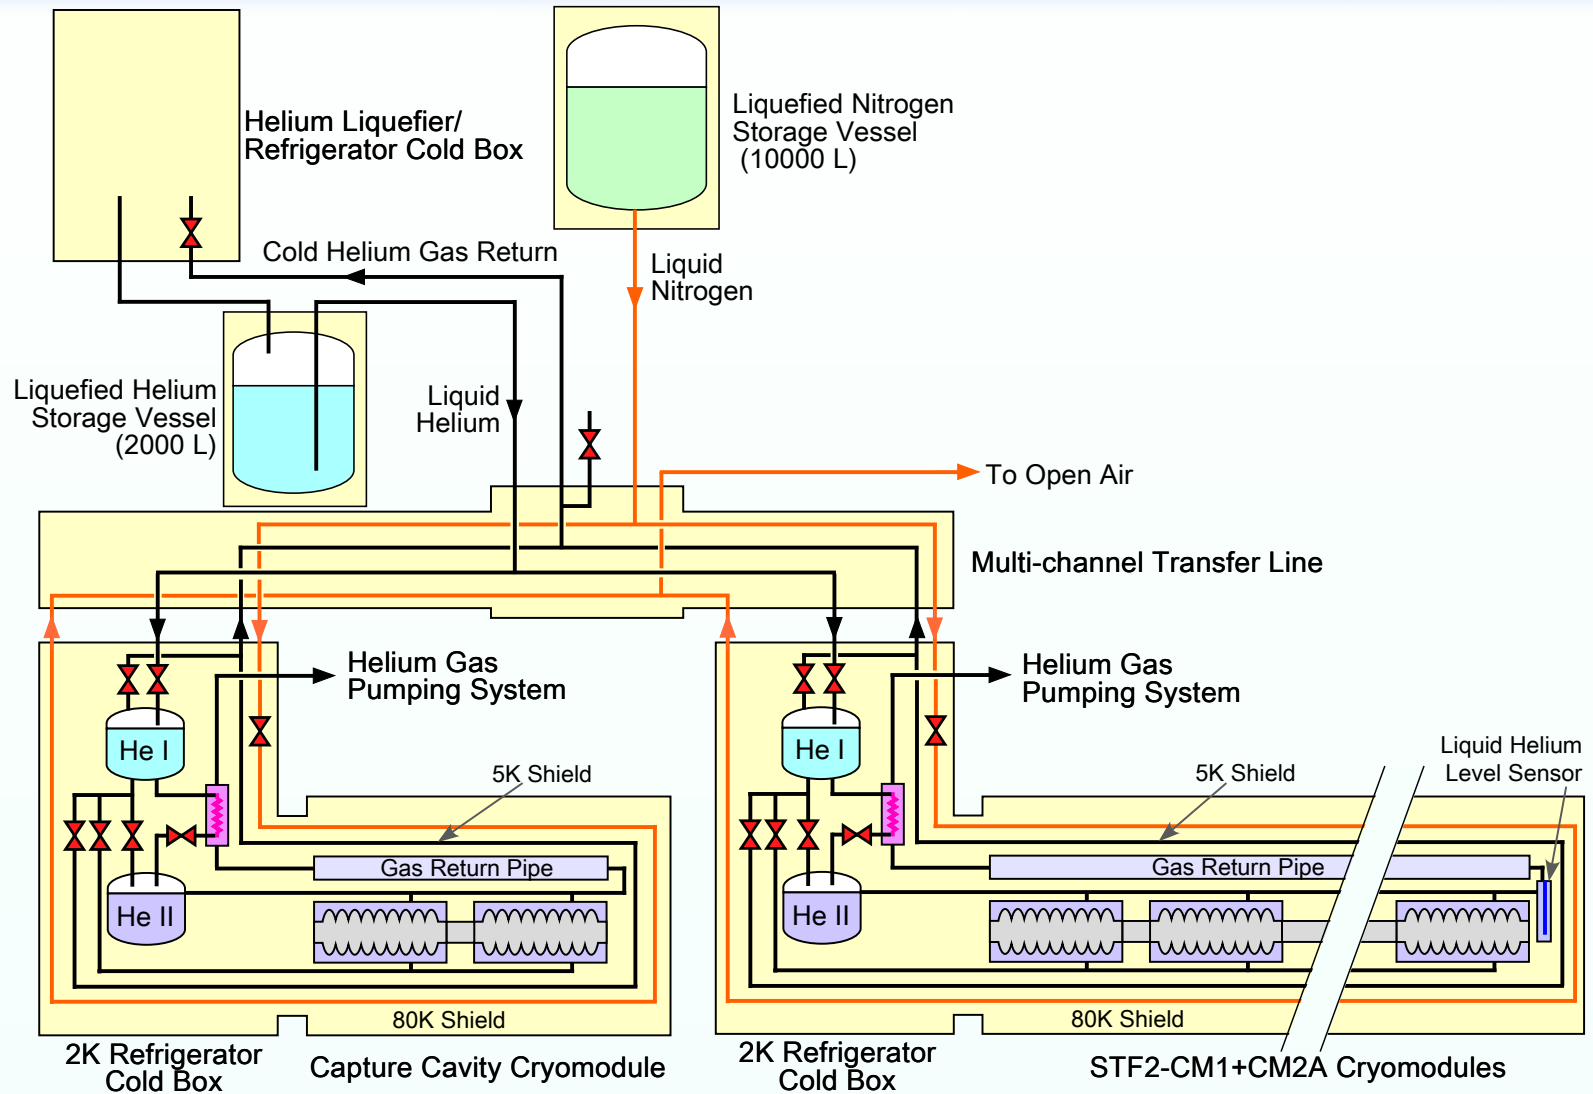 Helium Liquefier/
Refrigerator Cold Box
Liquefied Nitrogen
Storage Vessel
(10000 L)
Cold Helium Gas Return
Liquid
Nitrogen
Liquefied Helium
Storage Vessel
(2000 L)
Liquid
Helium
To Open Air
Multi-channel Transfer Line
Helium Gas
Pumping System
Helium Gas
Pumping System
He I
He I
Liquid Helium
Level Sensor
5K Shield
5K Shield
Gas Return Pipe
Gas Return Pipe
He II
He II
80K Shield
80K Shield
2K Refrigerator
Cold Box
Capture Cavity Cryomodule
2K Refrigerator
Cold Box
STF2-CM1+CM2A Cryomodules